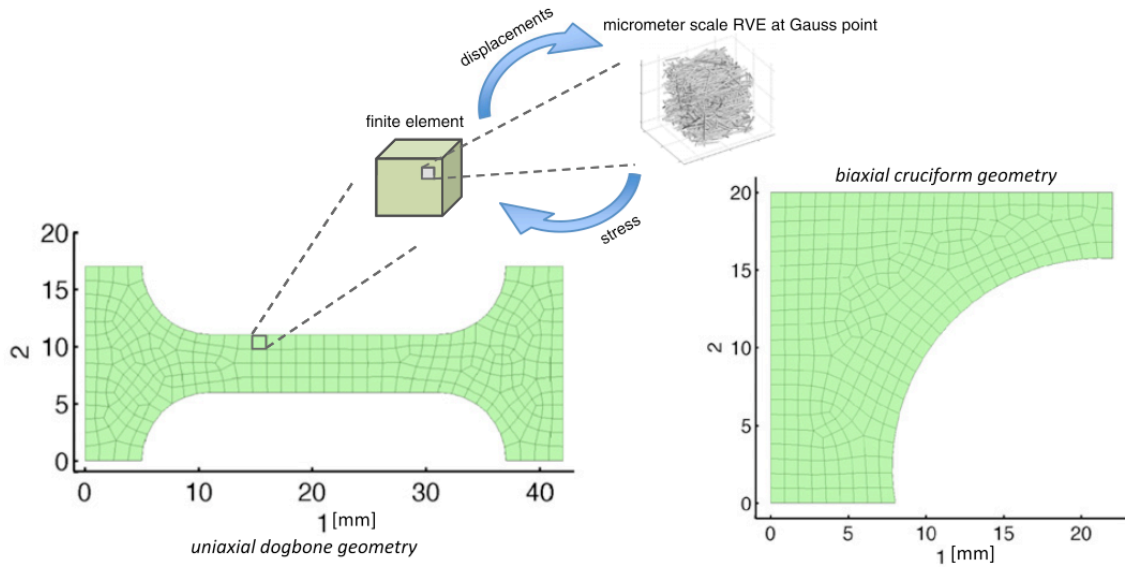 micrometer scale RVE at Gauss point
displacements
finite element
stress
biaxial cruciform geometry
20
15
10
5
0
2
0 10 20 30 40
1 [mm]
uniaxial dogbone geometry
20
15
10
5
0
2
0 5 10 15 20
1 [mm]